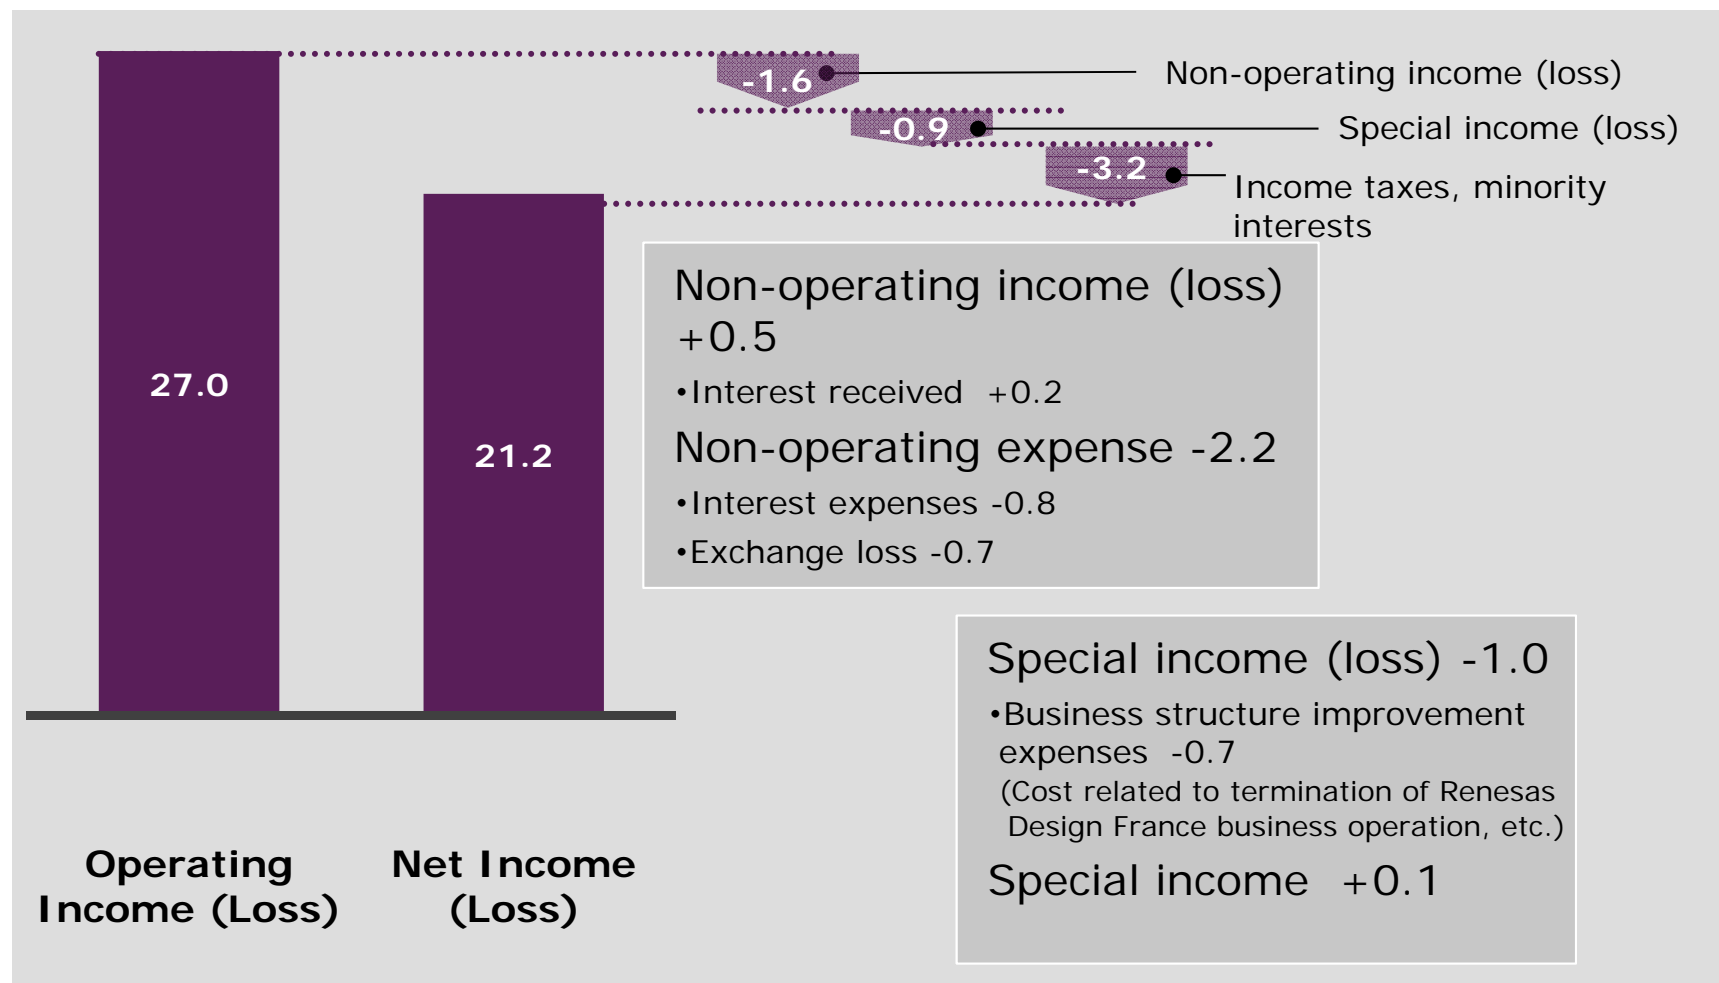 -1.6
Non-operating income (loss)
-0.9
Special income (loss)
-3.2
Income taxes, minority
interests
27.0
21.2
Non-operating income (loss)
+0.5
•Interest received +0.2
Non-operating expense -2.2
•Interest expenses -0.8
•Exchange loss -0.7
Special income (loss) -1.0
•Business structure improvement
expenses -0.7
(Cost related to termination of Renesas
Design France business operation, etc.)
Special income +0.1
Operating
Income (Loss)
Net Income
(Loss)